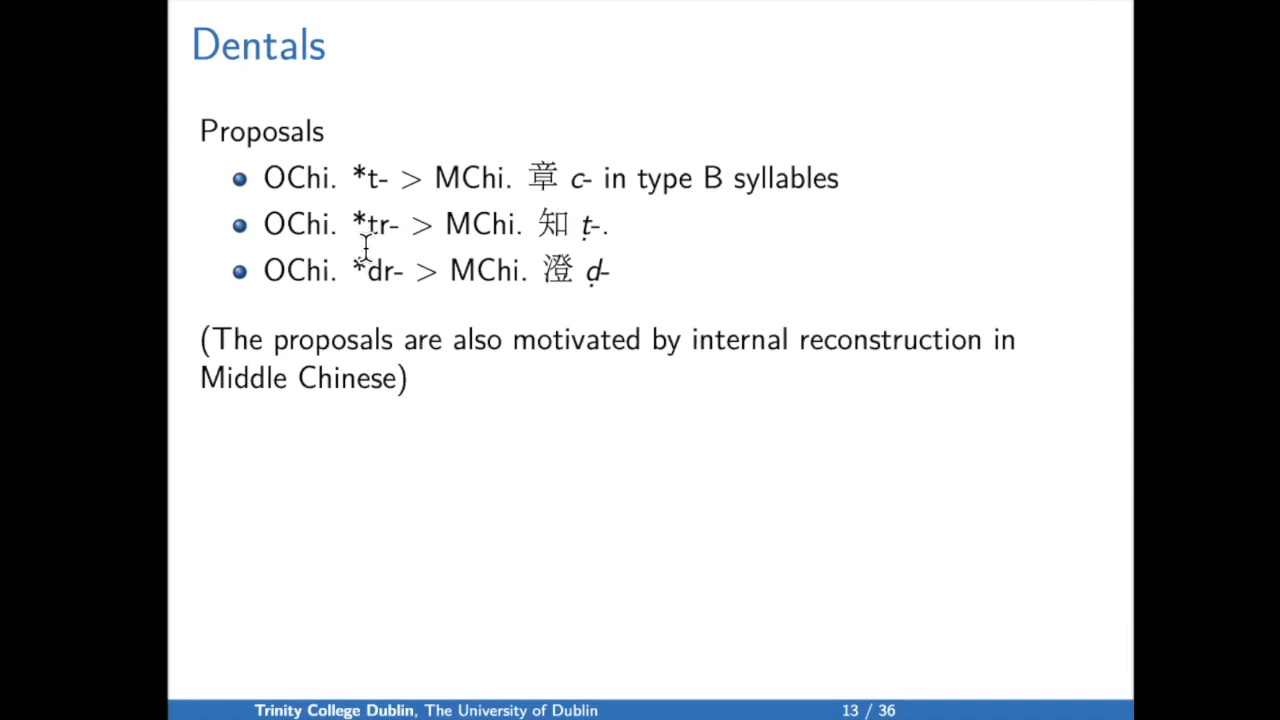 Dentals
Proposals
OChi. *t- > MChi. 章 c- in type B syllables
OChi. *tr- > MChi. 知 ṭ-.
OChi. *dr- > MChi. 澄 ḍ-
(The proposals are also motivated by internal reconstruction in
Middle Chinese)
Trinity College Dublin, The University of Dublin 13 / 36